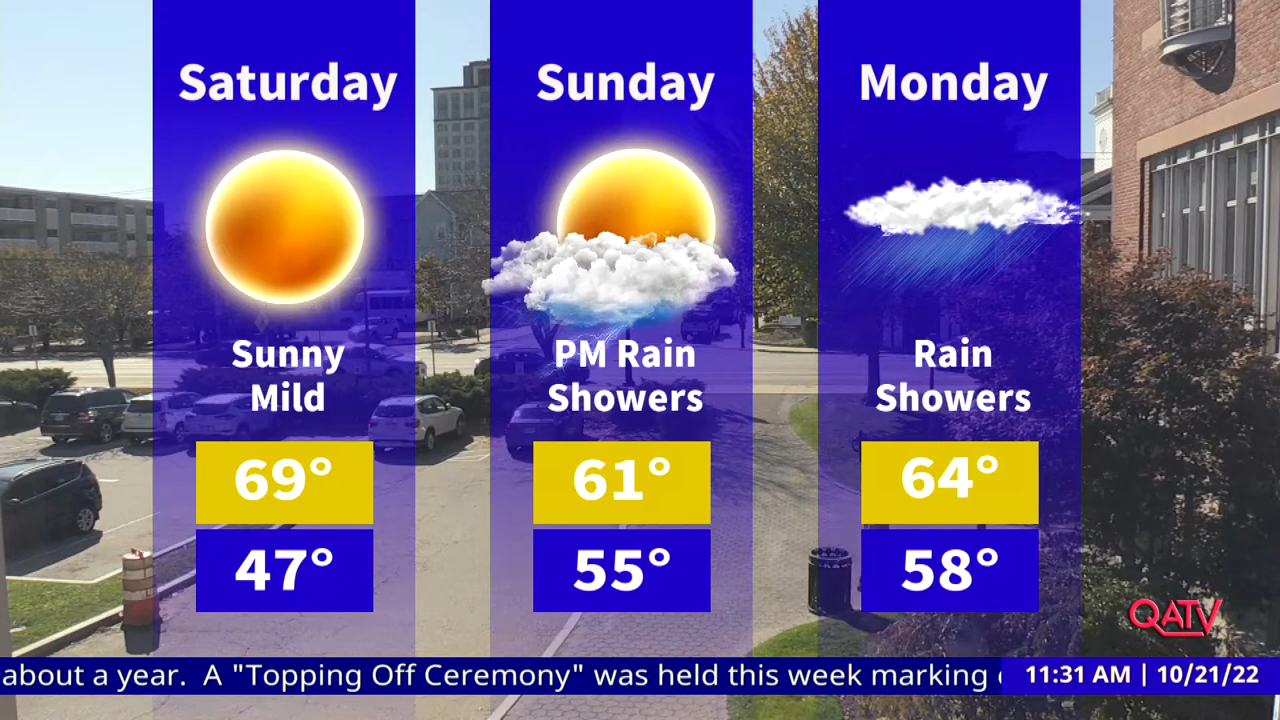 Saturday
Sunny
Mild
69°
47°
Sunday
PM Rain
Showers
61°
55°
Monday
Rain
Showers
64°
58°
QATV
about a year. A "Topping Off Ceremony" was held this week marking
11:31 AM | 10/21/22